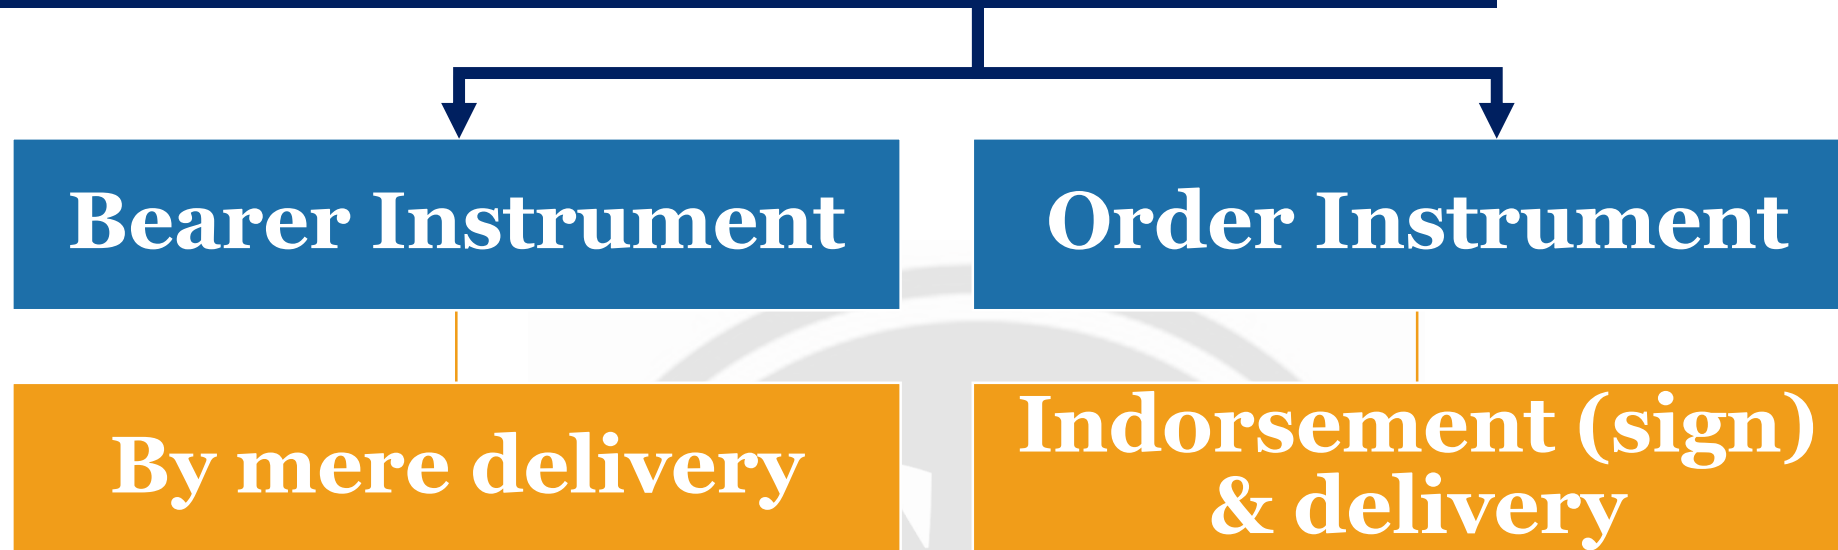 Bearer Instrument
Order Instrument
By mere delivery
Indorsement (sign)
& delivery